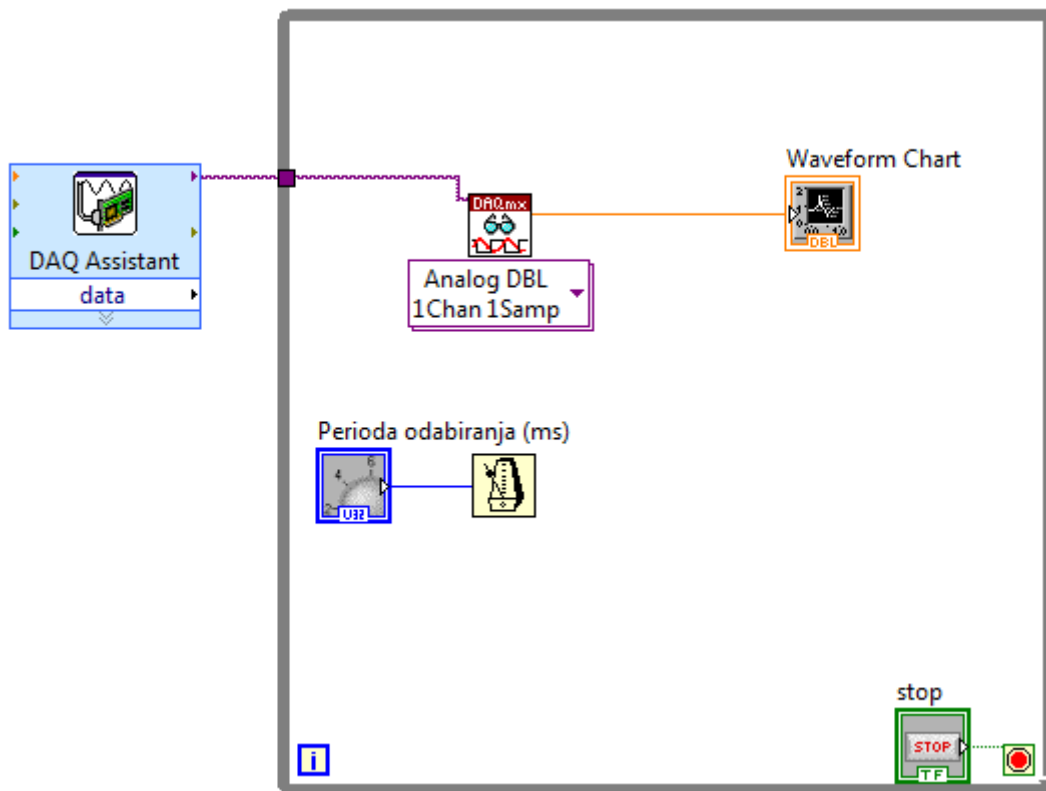 Waveform Chart
DAQmx
DBL
DAQ Assistant
data
Analog DBL
1Chan 1Samp
Perioda odabiranja (ms)
2 4 6
U32
stop
STOP
TF
i